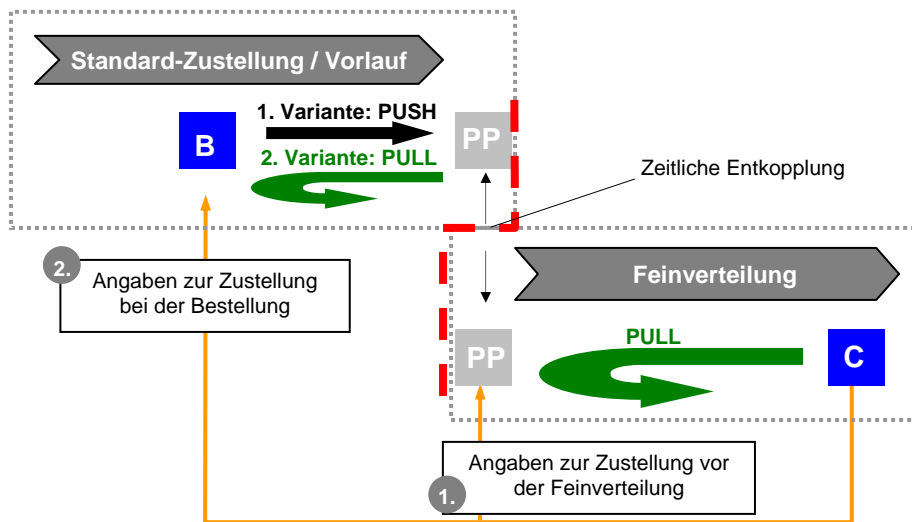 Standard-Zustellung / Vorlauf
1. Variante: PUSH
B
PP
2. Variante: PULL
Zeitliche Entkopplung
2.
Angaben zur Zustellung
bei der Bestellung
Feinverteilung
PULL
PP
C
Angaben zur Zustellung vor
der Feinverteilung
1.